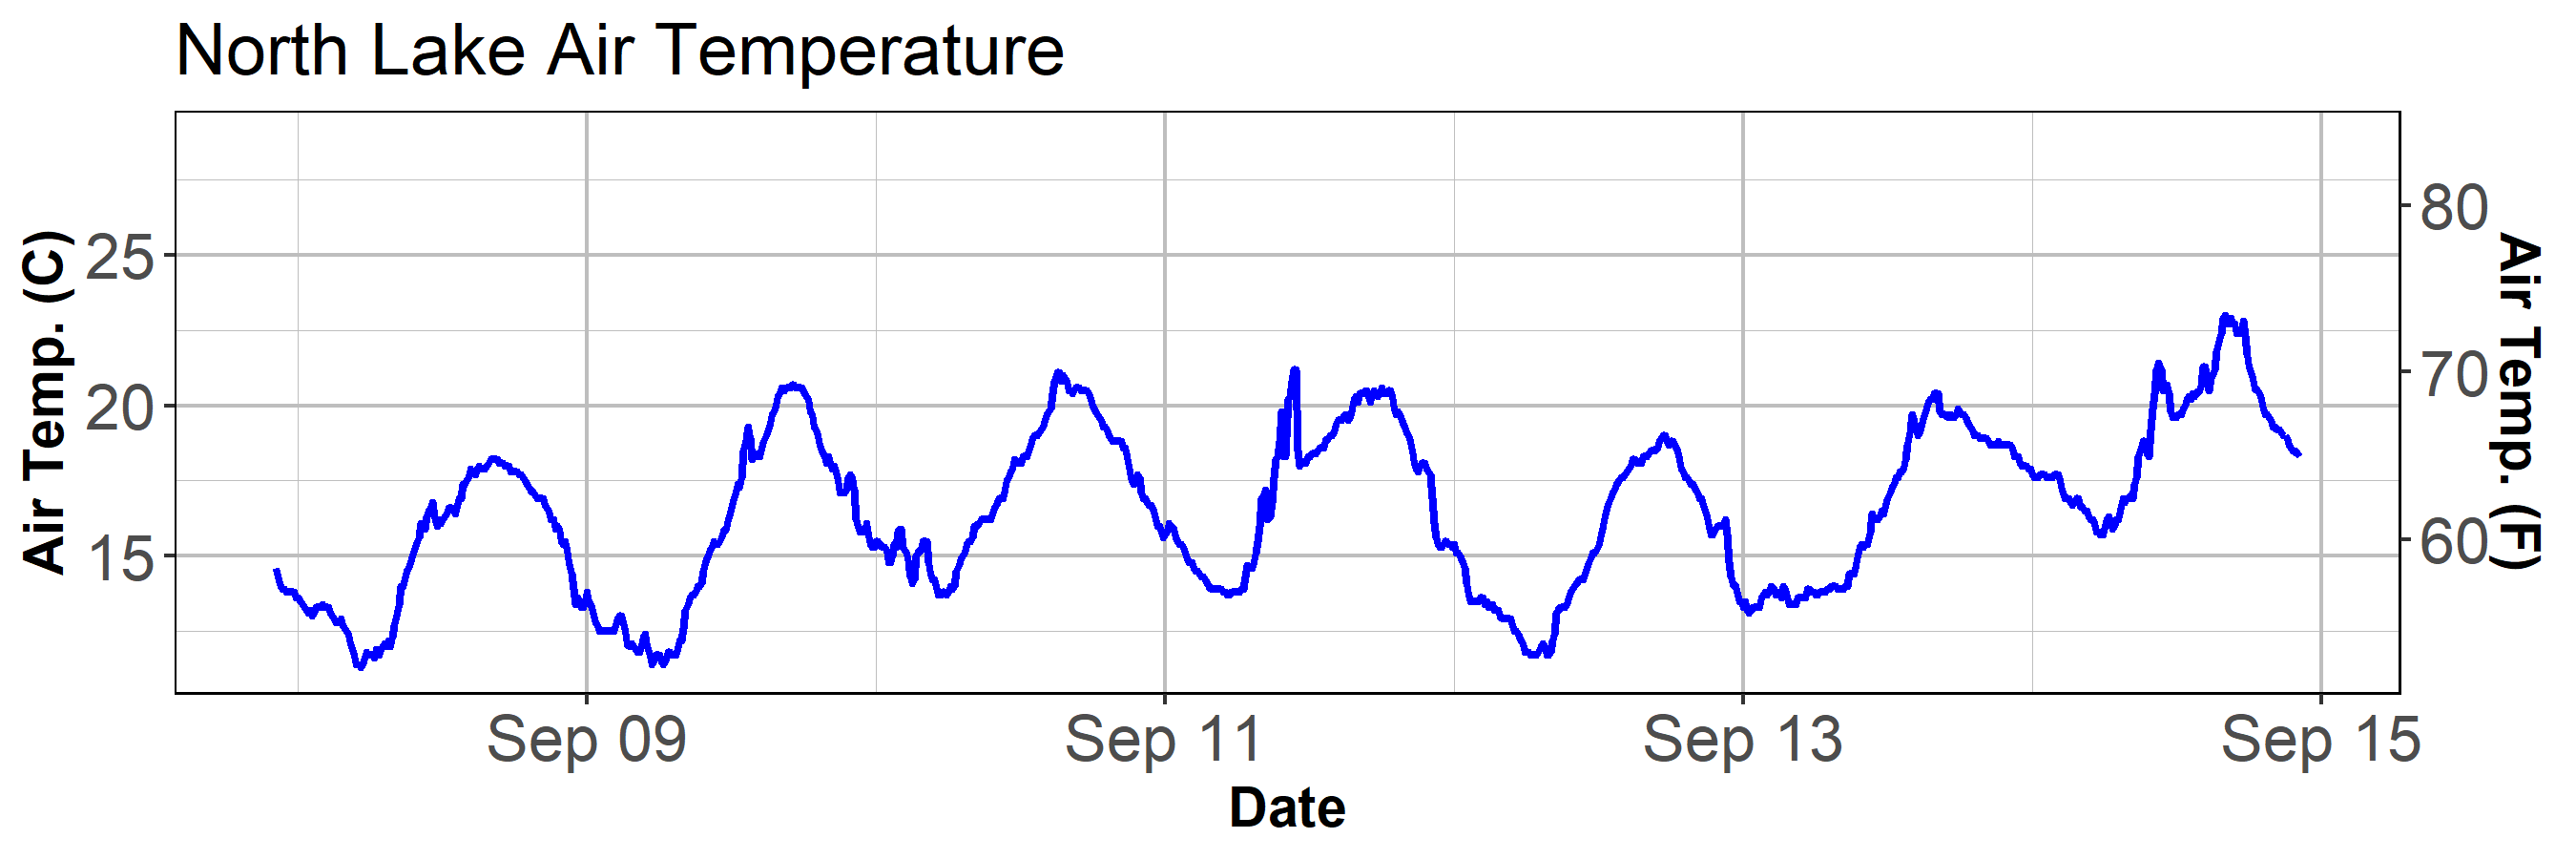 North Lake Air Temperature
Air Temp. (C)
25
20
15
80
70
60
Air Temp. (F)
Sep 09
Sep 11
Sep 13
Sep 15
Date